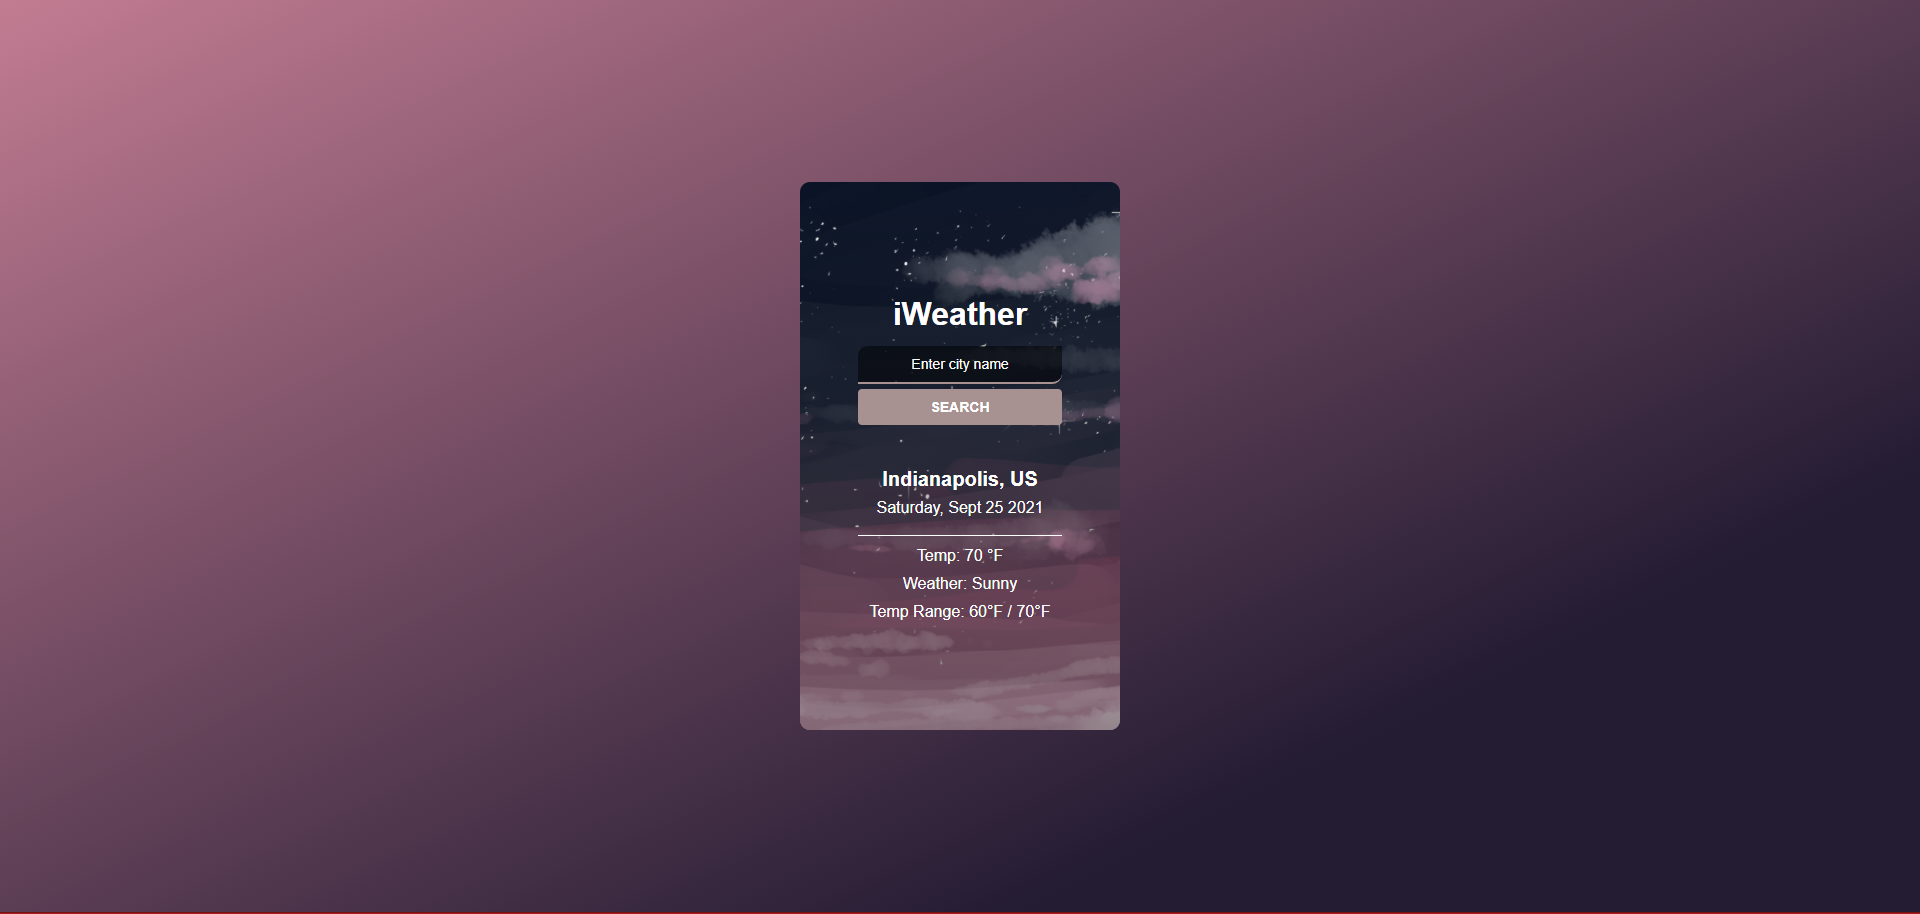 iWeather
Enter city name
SEARCH
Indianapolis, US
Saturday, Sept 25 2021
Temp: 70 °F
Weather: Sunny
Temp Range: 60°F / 70°F